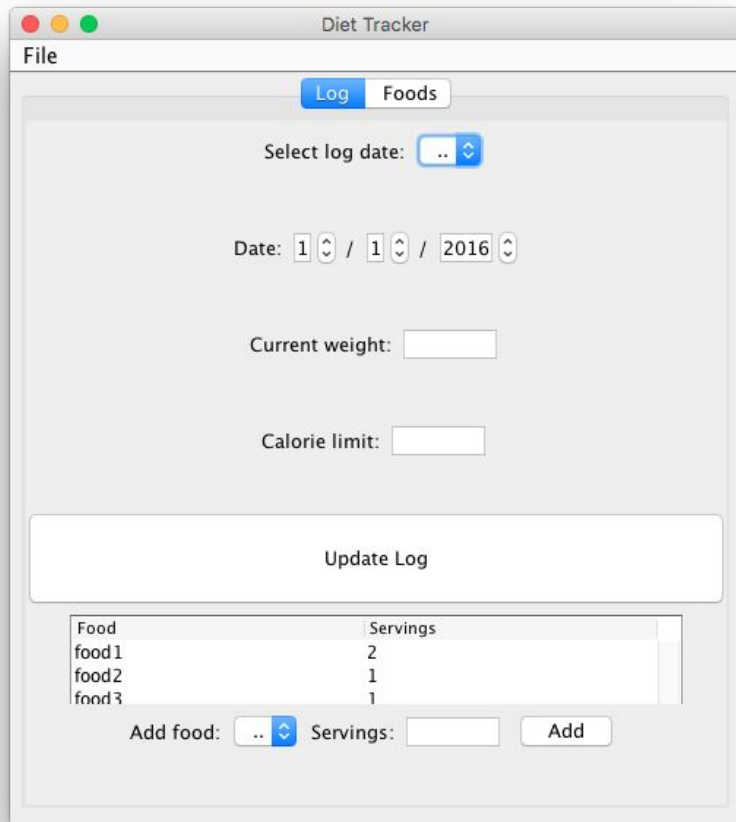 Diet Tracker
File
Log Foods
Select log date: ..
Date: 1 / 1 / 2016
Current weight:
Calorie limit:
Update Log
Food Servings
food1 2
food2 1
food3 1
Add food: .. Servings: Add